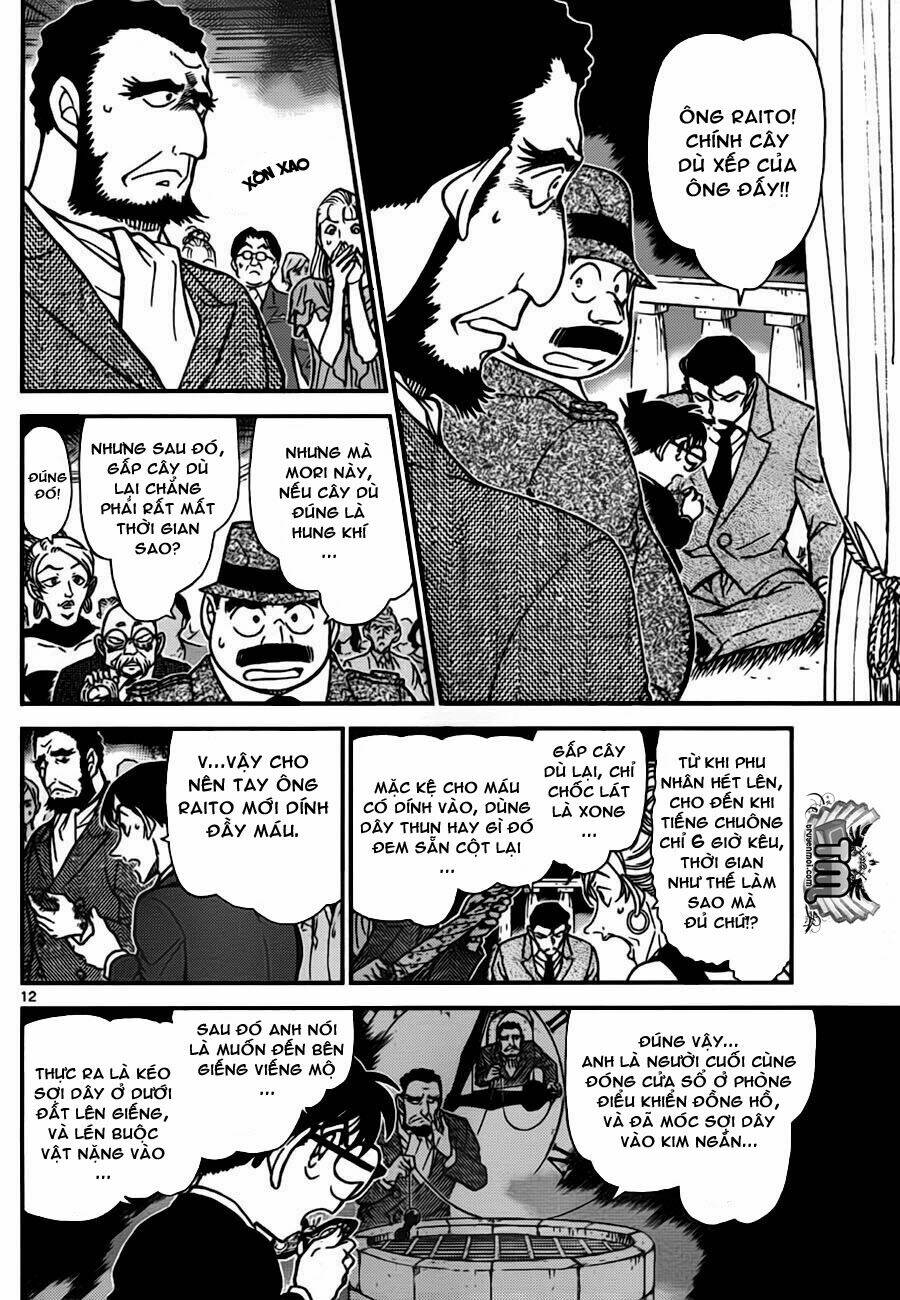 ÔNG RAITO!
CHÍNH CÂY
DÙ XẾP CỦA
ÔNG ĐẤY!!
XÔN XAO
NHƯNG MÀ
MORI NÀY,
NẾU CÂY DÙ
ĐÚNG LÀ
HUNG KHÍ
...
NHƯNG SAU ĐÓ,
GẤP CÂY DÙ
LẠI CHẲNG
PHẢI RẤT MẤT
THỜI GIAN
SAO?
ĐÚNG
ĐÓ!
TỪ KHI PHU
NHÂN HÉT LÊN,
CHO ĐẾN KHI
TIẾNG CHUÔNG
CHỈ 6 GIỜ KÊU,
THỜI GIAN
NHƯ THẾ LÀM
SAO MÀ
ĐỦ CHỨ!?
GẤP CÂY
DÙ LẠI, CHỈ
CHỐC LÁT
LÀ XONG
...
MẶC KỆ CHO MÁU
CÓ DÍNH VÀO, DÙNG
DÂY THUN HAY GÌ ĐÓ
ĐEM SẴN CỘT LẠI
...
V...VẬY CHO
NÊN TAY ÔNG
RAITO MỚI DÍNH
ĐẦY MÁU.
TM
truyenmoi.com
12
ĐÚNG VẬY...
ANH LÀ NGƯỜI CUỐI CÙNG
ĐÓNG CỬA SỔ Ở PHÒNG
ĐIỀU KHIỂN ĐỒNG HỒ,
VÀ ĐÃ MÓC SỢI DÂY
VÀO KIM NGẮN...
SAU ĐÓ ANH NÓI
LÀ MUỐN ĐẾN BÊN
GIẾNG VIẾNG MỘ
...
THỰC RA LÀ KÉO
SỢI DÂY Ở DƯỚI
ĐẤT LÊN GIẾNG,
VÀ LÉN BUỘC
VẬT NẶNG VÀO
...